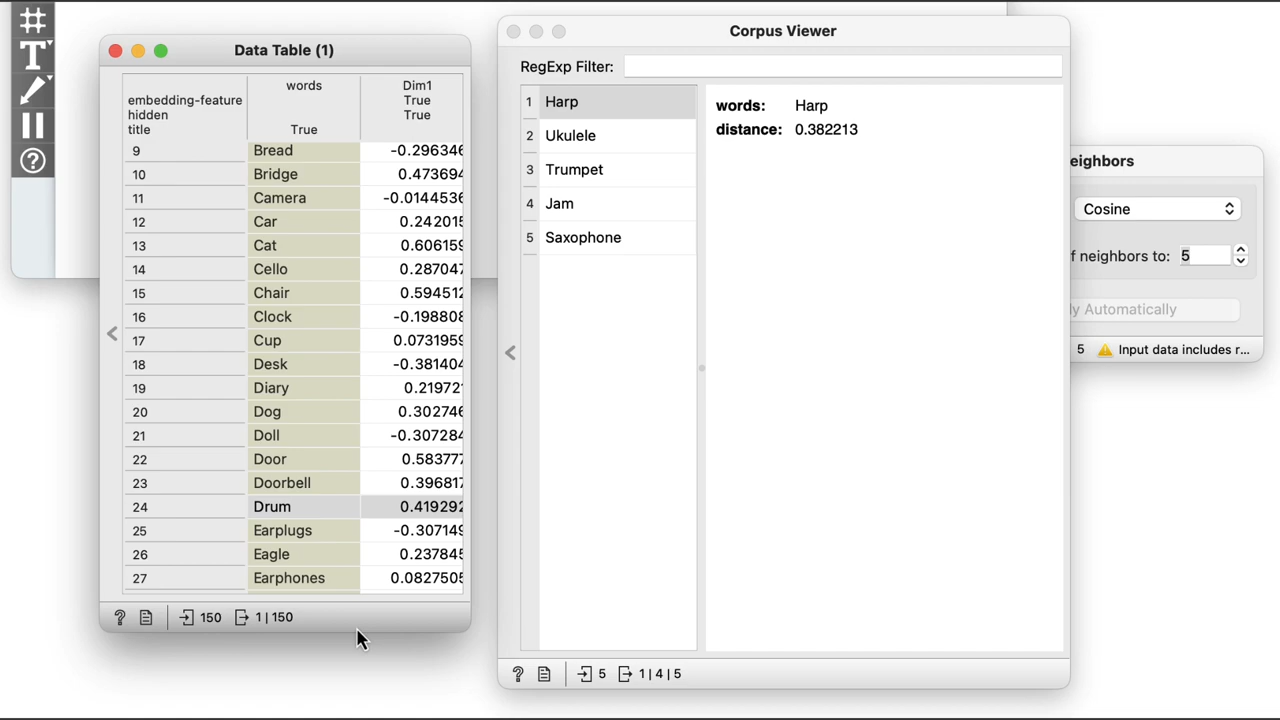 Data Table (1)
words
Dim1
True
True
embedding-feature
hidden
title
True
9 Bread -0.296346
10 Bridge 0.473694
11 Camera -0.0144536
12 Car 0.242015
13 Cat 0.606159
14 Cello 0.287047
15 Chair 0.594512
16 Clock -0.198808
17 Cup 0.0731959
18 Desk -0.381404
19 Diary 0.21972
20 Dog 0.302746
21 Doll -0.307284
22 Door 0.583777
23 Doorbell 0.396817
24 Drum 0.419292
25 Earplugs -0.307149
26 Eagle 0.237845
27 Earphones 0.0827505
? 150 1 | 150
Corpus Viewer
RegExp Filter:
1 Harp
2 Ukulele
3 Trumpet
4 Jam
5 Saxophone
words: Harp
distance: 0.382213
? 5 1 | 4 | 5
eighbors
Cosine
f neighbors to: 5
ly Automatically
5 Input data includes r...